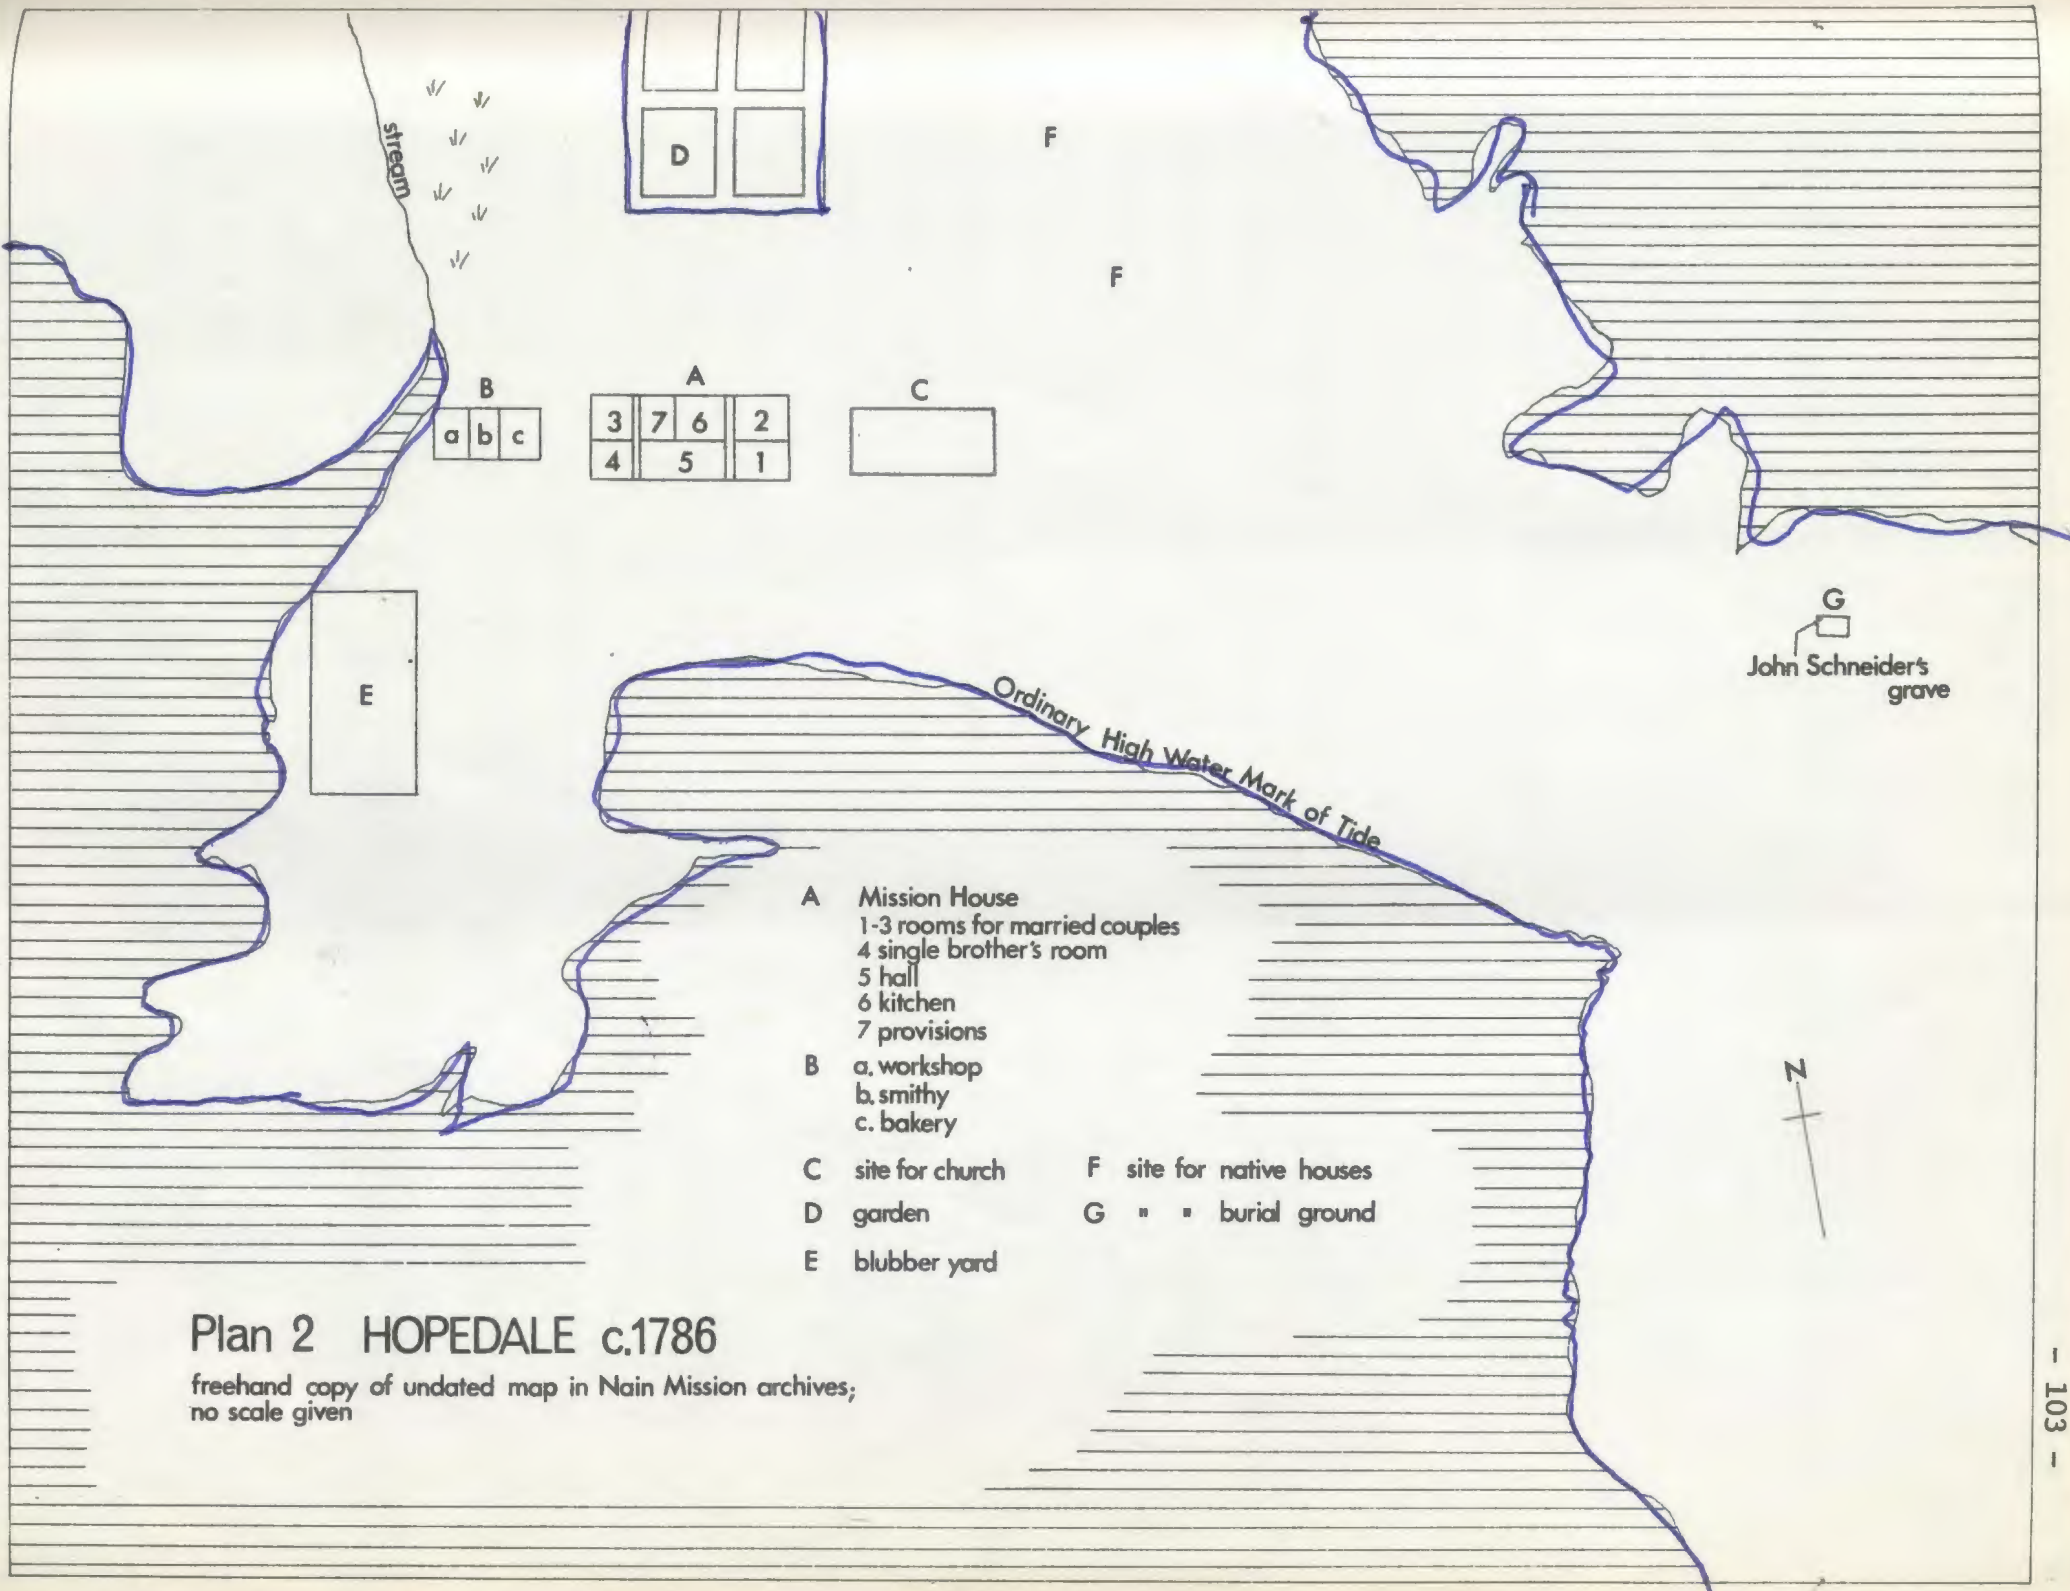 stream
D
F
F
B
a b c
A
3 7 6 2
4 5 1
C
E
G
John Schneider's
grave
Ordinary High Water Mark of Tide
A Mission House
1-3 rooms for married couples
4 single brother's room
5 hall
6 kitchen
7 provisions
B a. workshop
b. smithy
c. bakery
C site for church
F site for native houses
D garden
G " " burial ground
E blubber yard
N
Plan 2 HOPEDALE c.1786
freehand copy of undated map in Nain Mission archives;
no scale given
- 103 -